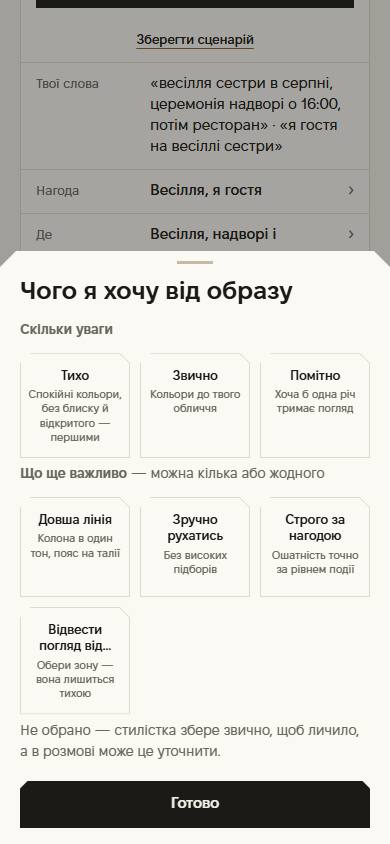 Зберегти сценарій
Твої слова
«весілля сестри в серпні,
церемонія надворі о 16:00,
потім ресторан» · «я гостя
на весіллі сестри»
Нагода
Весілля, я гостя
Де
Весілля, надворі і
Чого я хочу від образу
Скільки уваги
Тихо
Спокійні кольори,
без блиску й
відкритого —
першими
Звично
Кольори до твого
обличчя
Помітно
Хоча б одна річ
тримає погляд
Що ще важливо — можна кілька або жодного
Довша лінія
Колона в один
тон, пояс на талії
Зручно
рухатись
Без високих
підборів
Строго за
нагодою
Ошатність точно
за рівнем події
Відвести
погляд від...
Обери зону —
вона лишиться
тихою
Не обрано — стилістка збере звично, щоб личило,
а в розмові може це уточнити.
Готово